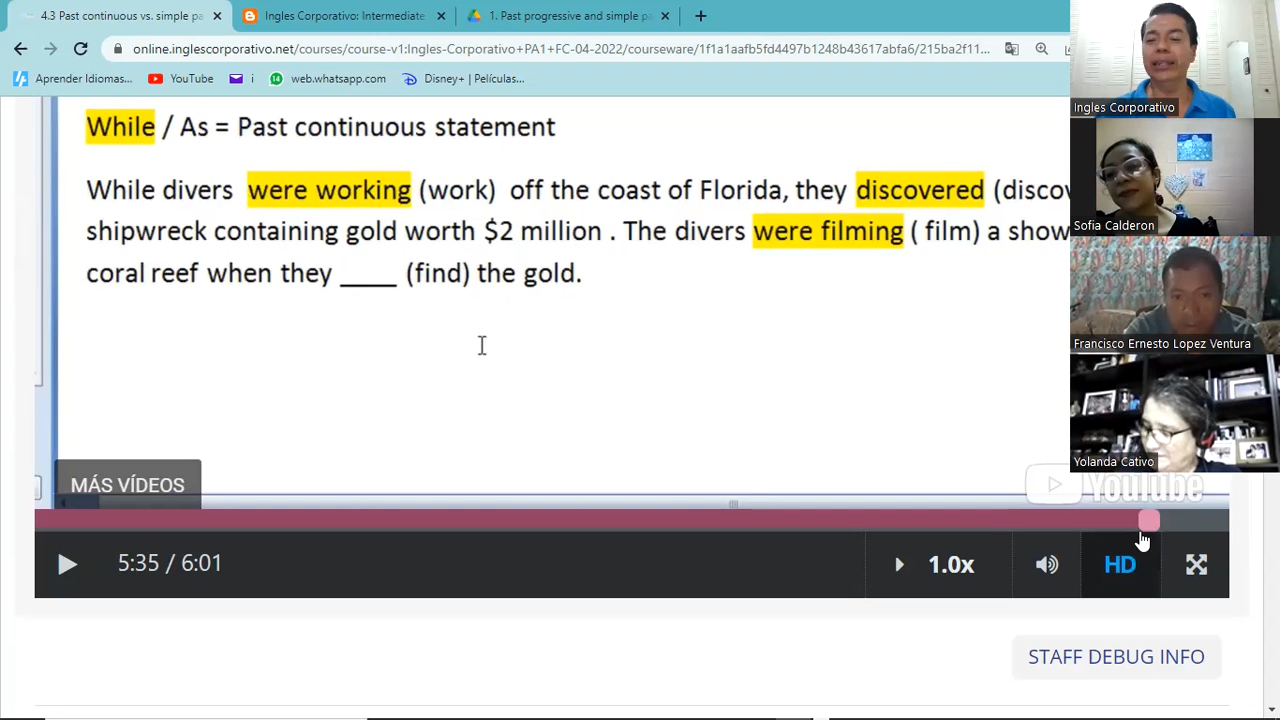 4.3 Past continuous vs. simple pa
Ingles Corporativo: Intermediate
1. Past progressive and simple pa
online.inglescorporativo.net/courses/course-v1:Ingles-Corporativo+PA1+FC-04-2022/courseware/1f1a1aafb5fd4497b1248b43617abfa6/215ba2f11...
Aprender Idiomas...
YouTube
i
14
web.whatsapp.com
Disney+ | Películas...
While / As = Past continuous statement
While divers were working (work) off the coast of Florida, they discovered (discov
shipwreck containing gold worth $2 million . The divers were filming ( film) a show
coral reef when they ____ (find) the gold.
MÁS VÍDEOS
YouTube
5:35 / 6:01
1.0x
HD
STAFF DEBUG INFO
Ingles Corporativo
Sofia Calderon
Francisco Ernesto Lopez Ventura
Yolanda Cativo